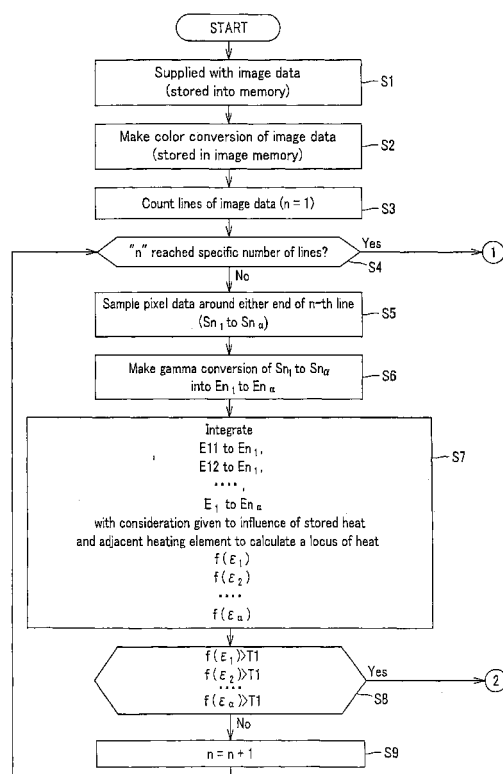 START
Supplied with image data
(stored into memory)
S1
Make color conversion of image data
(stored in image memory)
S2
Count lines of image data (n = 1)
S3
"n" reached specific number of lines?
Yes
1
S4
No
Sample pixel data around either end of n-th line
(Sn1 to Snα)
S5
Make gamma conversion of Sn1 to Snα
into En1 to Enα
S6
Integrate
E11 to En1,
E12 to En1,
····,
E1 to Enα
with consideration given to influence of stored heat
and adjacent heating element to calculate a locus of heat
f(ε1)
f(ε2)
····
f(εα)
S7
f(ε1)>T1
f(ε2)>T1
····
f(εα)>T1
Yes
2
S8
No
n = n + 1
S9